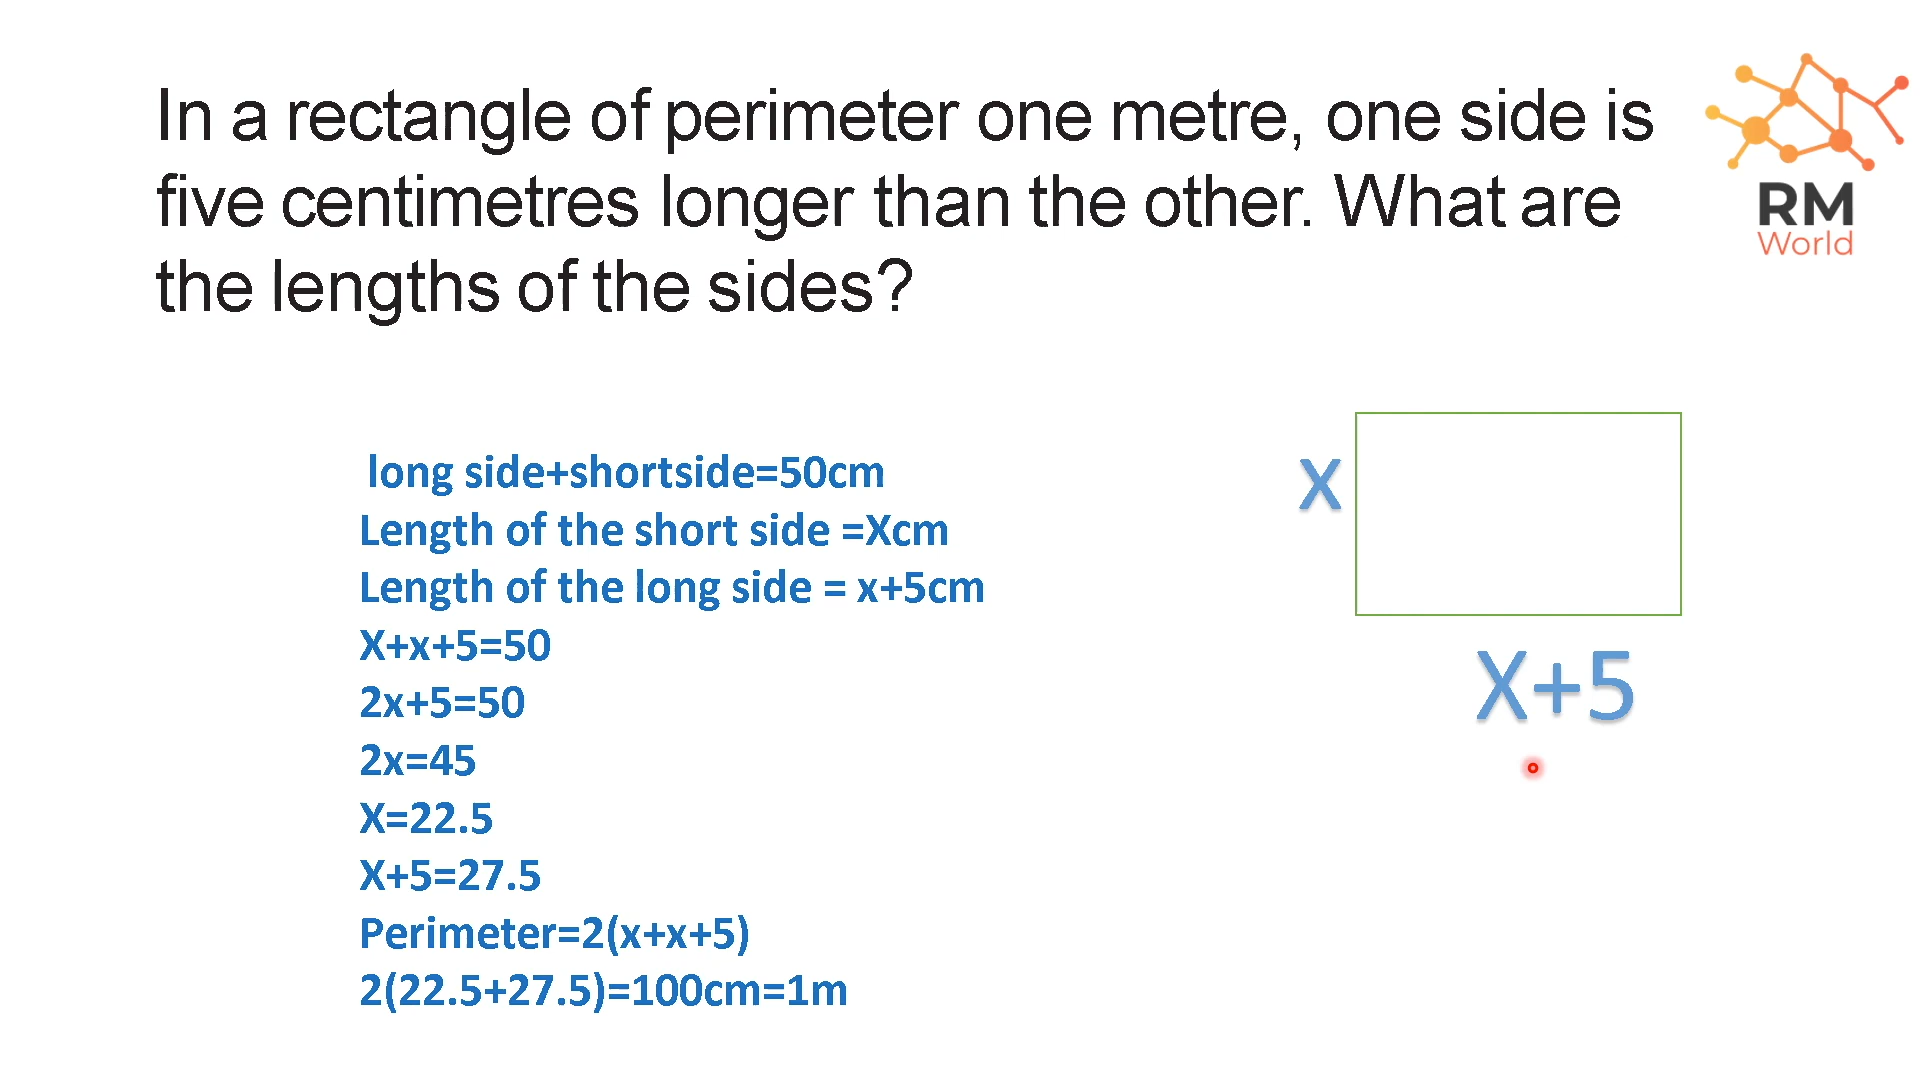 In a rectangle of perimeter one metre, one side is
five centimetres longer than the other. What are
the lengths of the sides?
RM
World
long side+shortside=50cm
Length of the short side =Xcm
Length of the long side = x+5cm
X+x+5=50
2x+5=50
2x=45
X=22.5
X+5=27.5
Perimeter=2(x+x+5)
2(22.5+27.5)=100cm=1m
x
X+5